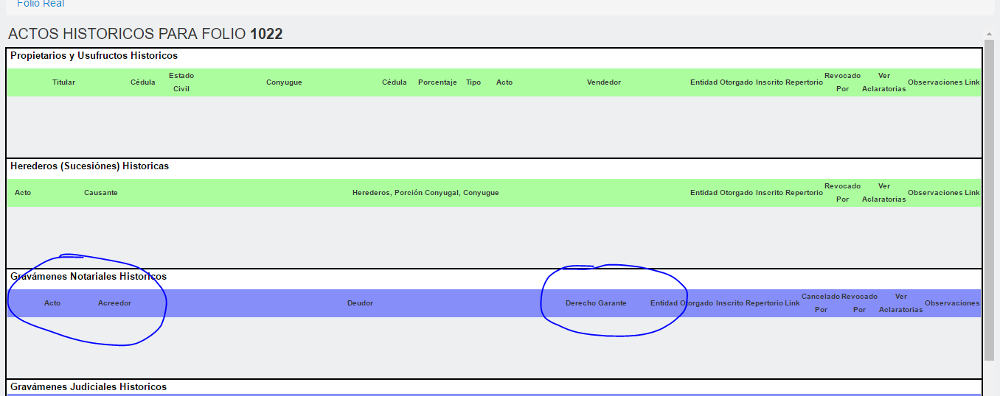 Folio Real
ACTOS HISTORICOS PARA FOLIO 1022
Propietarios y Usufructos Historicos
Titular Cédula Estado Civil Conyugue Cédula Porcentaje Tipo Acto Vendedor Entidad Otorgado Inscrito Repertorio Revocado Por Ver Aclaratorias Observaciones Link
Herederos (Sucesiónes) Historicas
Acto Causante Herederos, Porción Conyugal, Conyugue Entidad Otorgado Inscrito Repertorio Revocado Por Ver Aclaratorias Observaciones Link
Gravámenes Notariales Historicos
Acto Acreedor Deudor Derecho Garante Entidad Otorgado Inscrito Repertorio Link Cancelado Por Revocado Por Ver Aclaratorias Observaciones
Gravámenes Judiciales Historicos